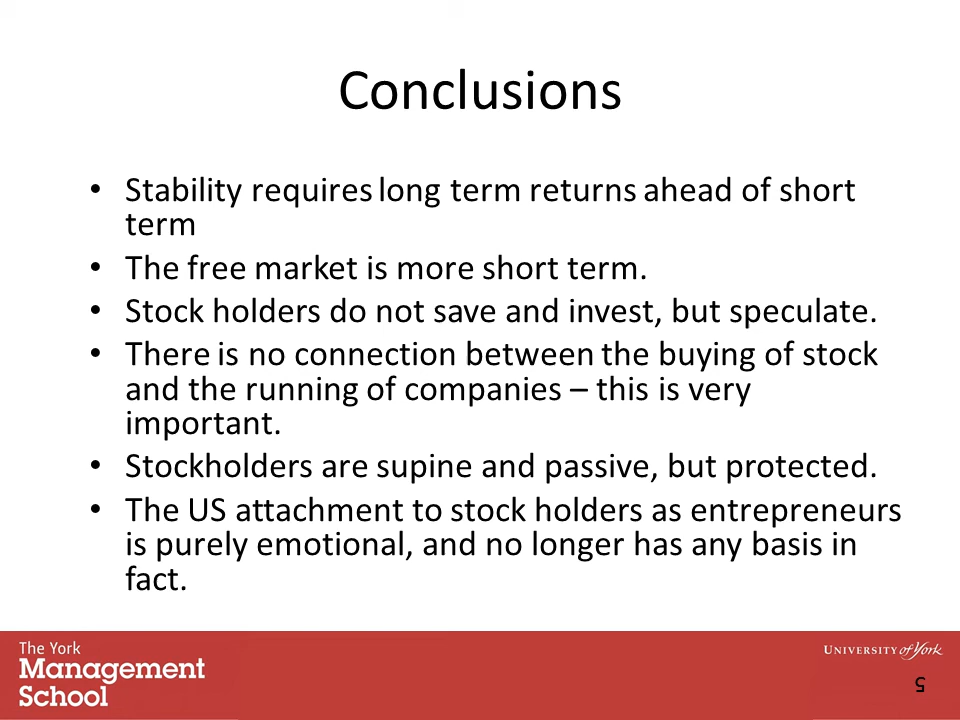 Conclusions
• Stability requires long term returns ahead of short
term
• The free market is more short term.
• Stock holders do not save and invest, but speculate.
• There is no connection between the buying of stock
and the running of companies – this is very
important.
• Stockholders are supine and passive, but protected.
• The US attachment to stock holders as entrepreneurs
is purely emotional, and no longer has any basis in
fact.
The York
Management
School
UNIVERSITY of York
5